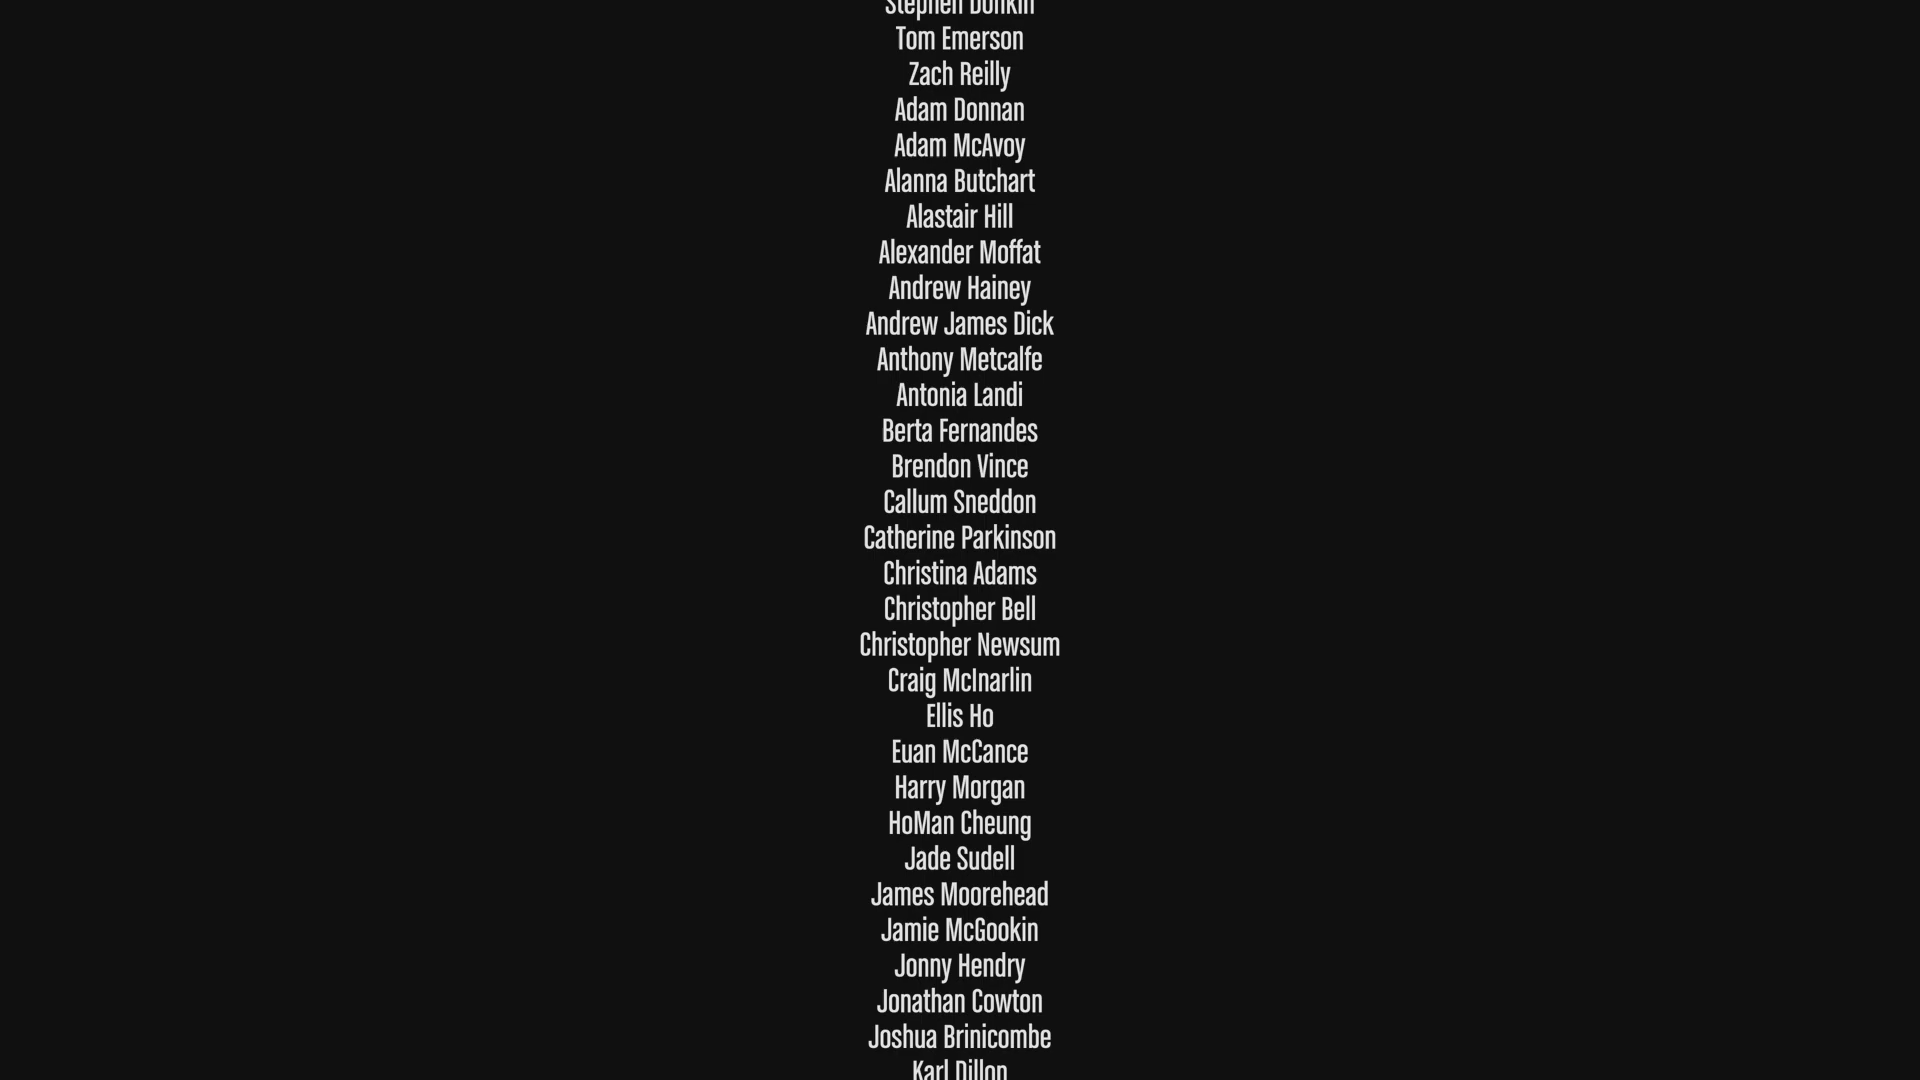 Stephen Donkin
Tom Emerson
Zach Reilly
Adam Donnan
Adam McAvoy
Alanna Butchart
Alastair Hill
Alexander Moffat
Andrew Hainey
Andrew James Dick
Anthony Metcalfe
Antonia Landi
Berta Fernandes
Brendon Vince
Callum Sneddon
Catherine Parkinson
Christina Adams
Christopher Bell
Christopher Newsum
Craig McInarlin
Ellis Ho
Euan McCance
Harry Morgan
HoMan Cheung
Jade Sudell
James Moorehead
Jamie McGookin
Jonny Hendry
Jonathan Cowton
Joshua Brinicombe
Karl Dillon